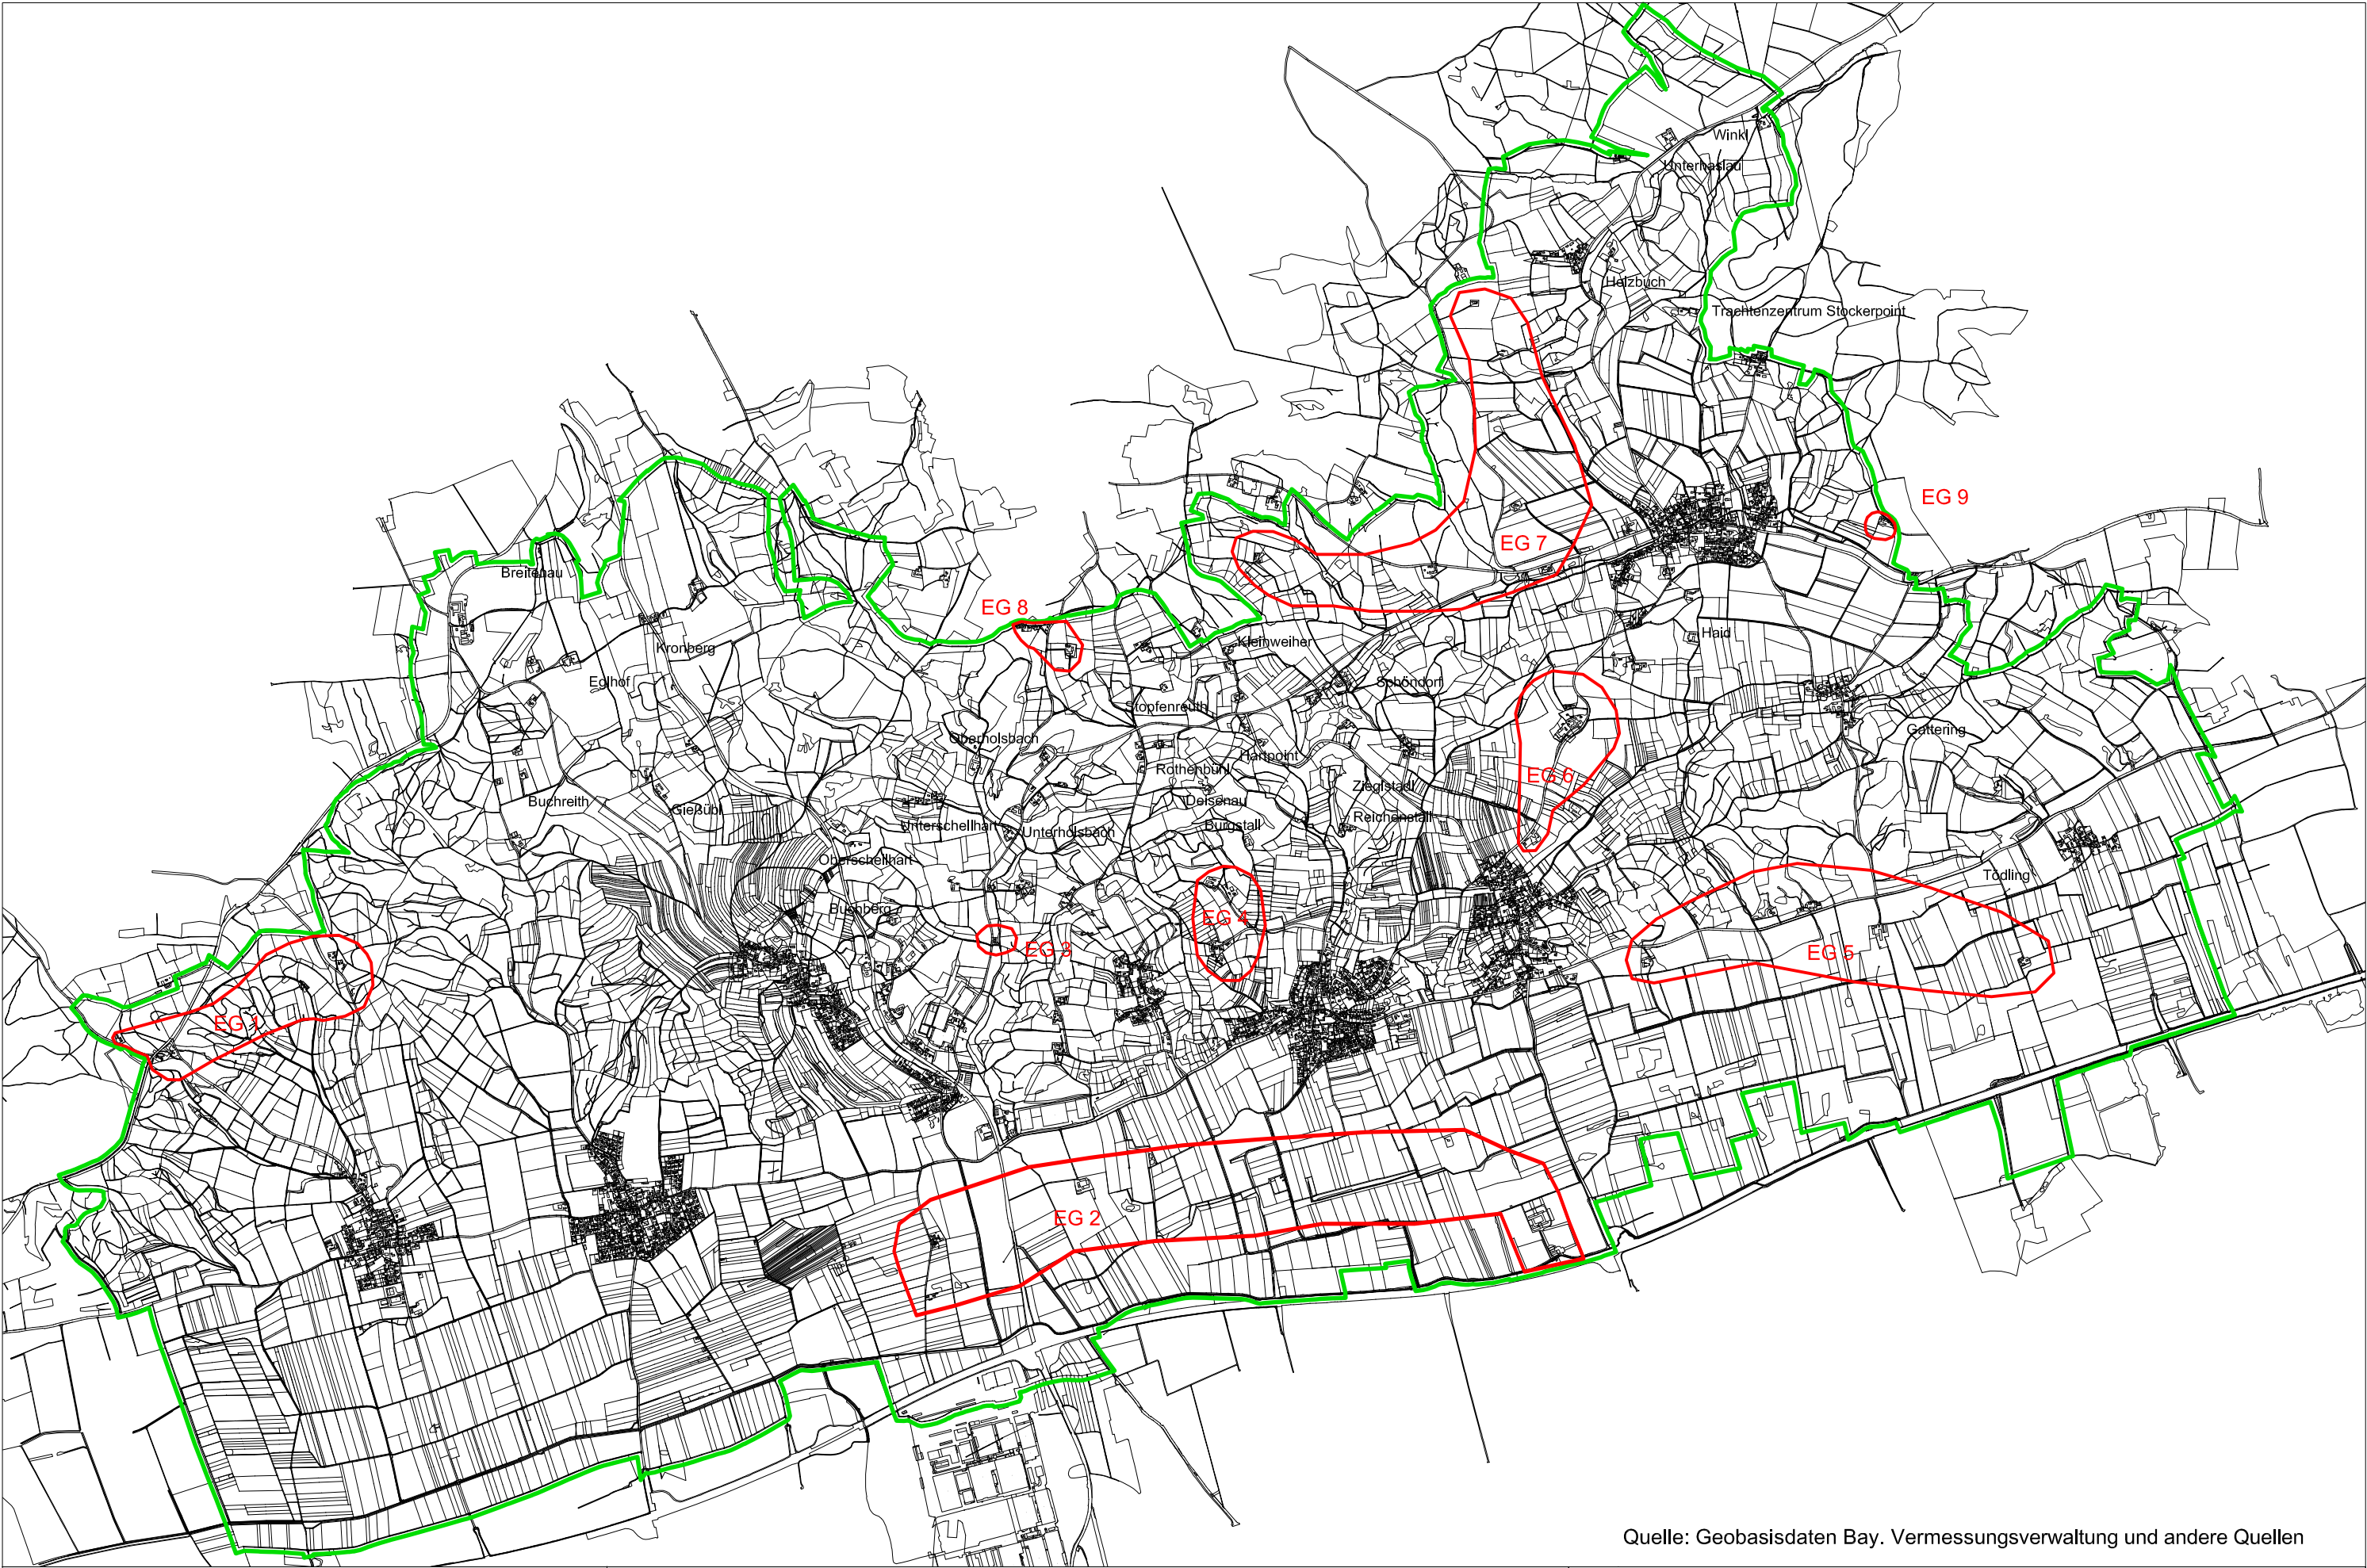 Winkl
Unterhaslau
Holzbuch
Trachtenzentrum Stockerpoint
EG 9
EG 7
Breitenau
EG 8
Haid
Kleinweiher
Kronberg
Eglhof
Schöndorf
Stopfenreuth
Gattering
Oberholsbach
Hartpoint
Rothenbühl
EG 6
Zieglstadl
Buchreith
Gießübl
Delsenau
Reichenstall
Unterschellhart
Unterholsbach
Burgstall
Oberschellhart
Tödling
Buchberg
EG 4
EG 3
EG 5
EG 1
EG 2
Quelle: Geobasisdaten Bay. Vermessungsverwaltung und andere Quellen